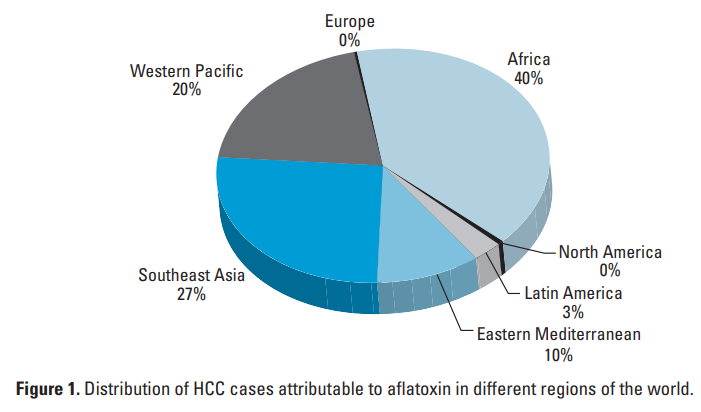 Europe
0%
Africa
40%
Western Pacific
20%
North America
0%
Southeast Asia
27%
Latin America
3%
Eastern Mediterranean
10%
Figure 1. Distribution of HCC cases attributable to aflatoxin in different regions of the world.